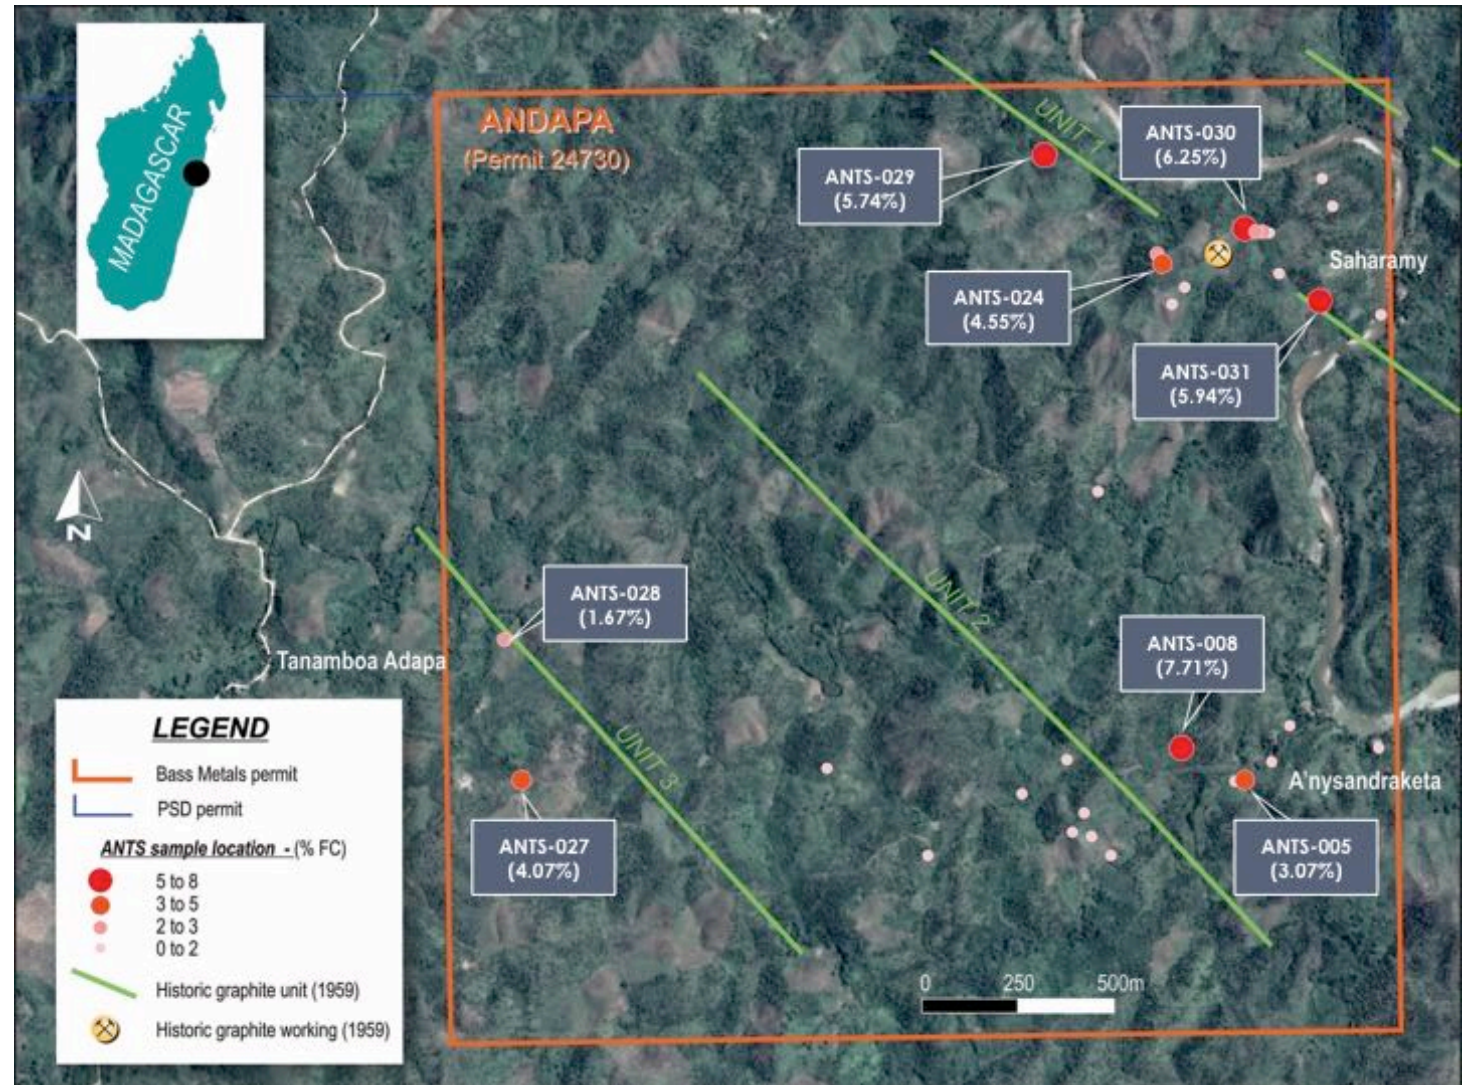 MADAGASCAR
ANDAPA
(Permit 24730)
UNIT 1
ANTS-030
(6.25%)
ANTS-029
(5.74%)
Saharamy
ANTS-024
(4.55%)
ANTS-031
(5.94%)
N
UNIT 2
ANTS-028
(1.67%)
ANTS-008
(7.71%)
Tanamboa Adapa
UNIT 3
A'nysandraketa
ANTS-027
(4.07%)
ANTS-005
(3.07%)
LEGEND
Bass Metals permit
PSD permit
ANTS sample location - (% FC)
5 to 8
3 to 5
2 to 3
0 to 2
Historic graphite unit (1959)
Historic graphite working (1959)
0 250 500m